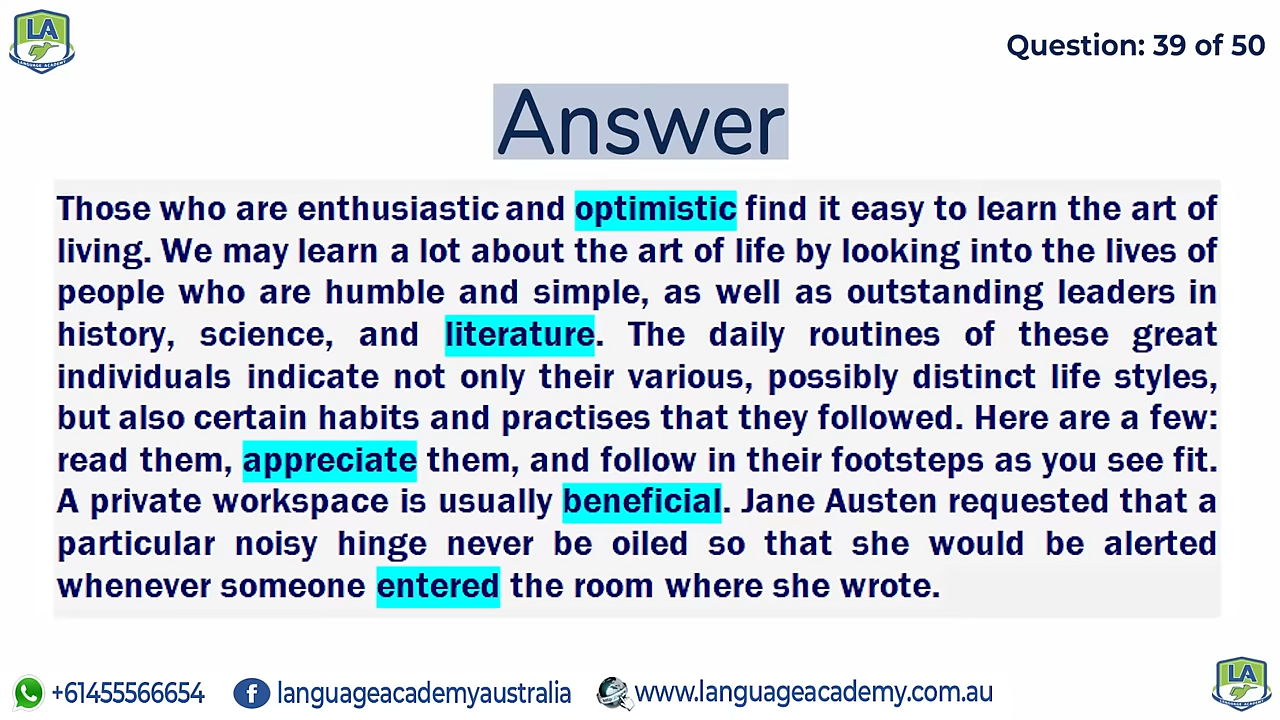 LA
LANGUAGE ACADEMY
Question: 39 of 50
Answer
Those who are enthusiastic and optimistic find it easy to learn the art of
living. We may learn a lot about the art of life by looking into the lives of
people who are humble and simple, as well as outstanding leaders in
history, science, and literature. The daily routines of these great
individuals indicate not only their various, possibly distinct life styles,
but also certain habits and practises that they followed. Here are a few:
read them, appreciate them, and follow in their footsteps as you see fit.
A private workspace is usually beneficial. Jane Austen requested that a
particular noisy hinge never be oiled so that she would be alerted
whenever someone entered the room where she wrote.
+61455566654 languageacademyaustralia www.languageacademy.com.au
LA
LANGUAGE ACADEMY